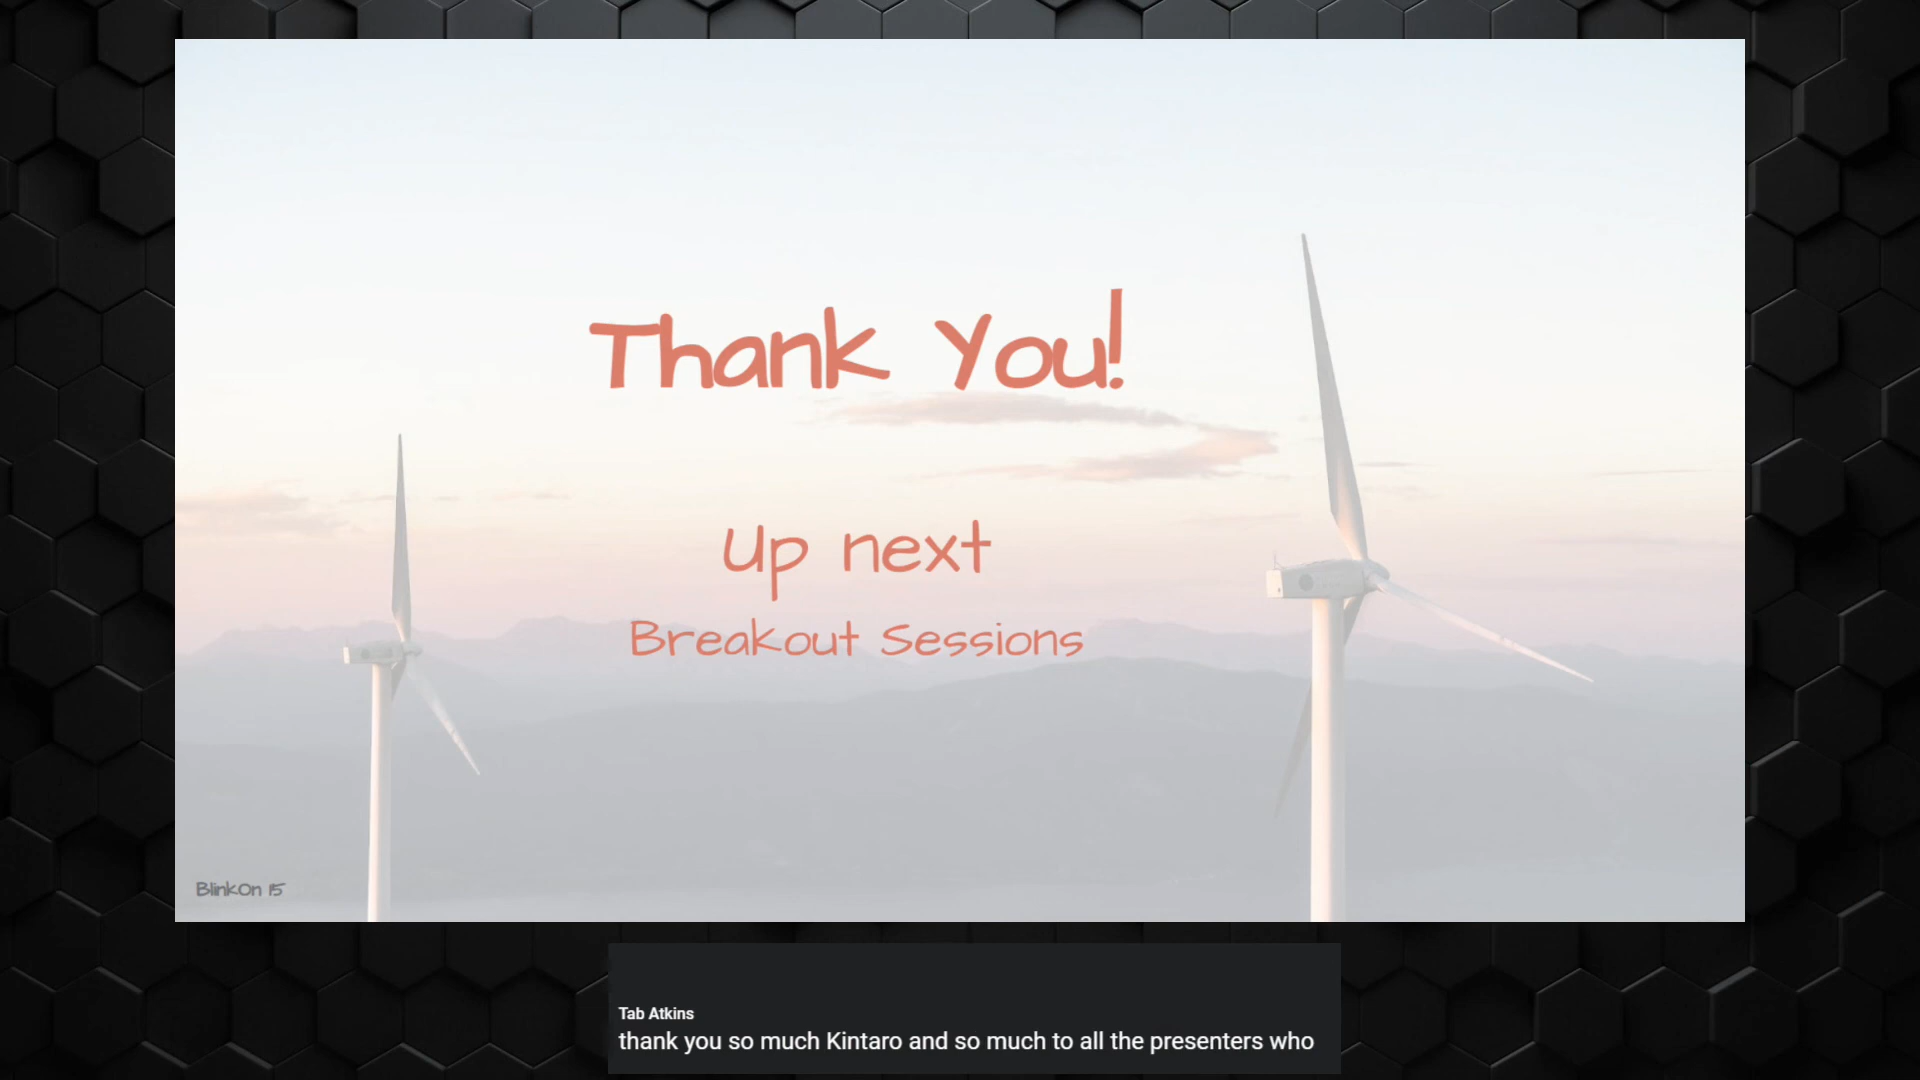 Thank You!
Up next
Breakout Sessions
BlinkOn 15
Tab Atkins
thank you so much Kintaro and so much to all the presenters who